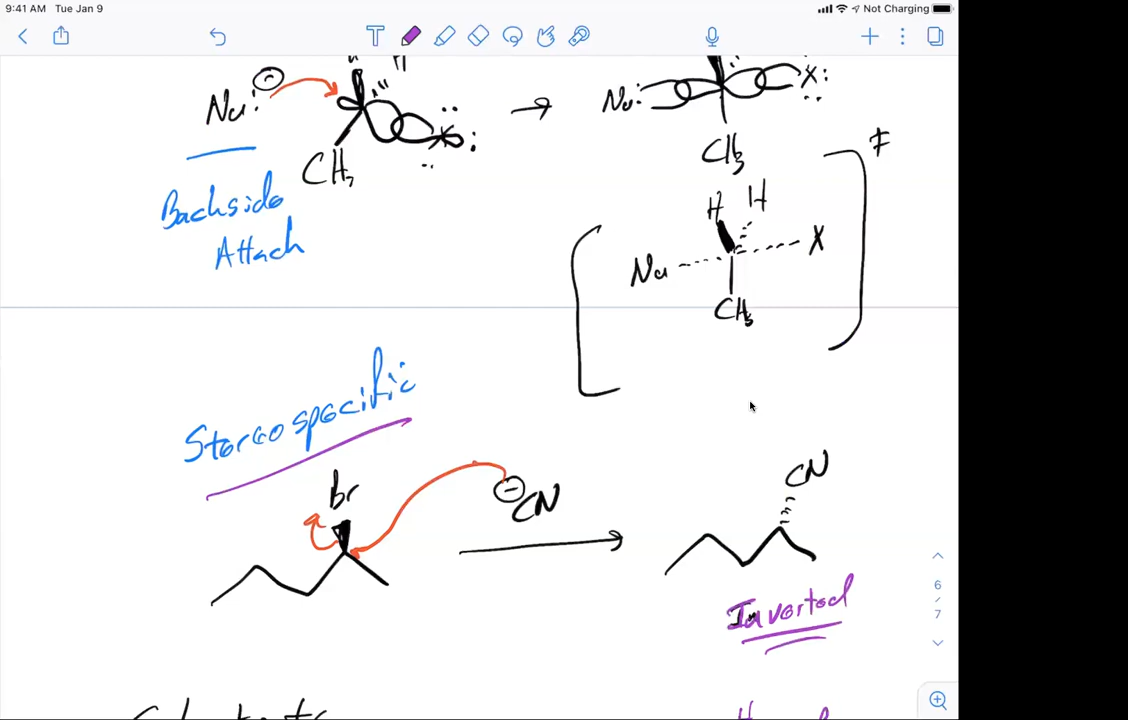 9:41 AM Tue Jan 9
Not Charging
H
Nu:
X:
Nu:
X:
CH3
CH3
Backside
Attach
‡
H H
Nu
X
CH3
Stereospecific
Br
⊖CN
CN
Inverted
6
/
7
Substrate
H